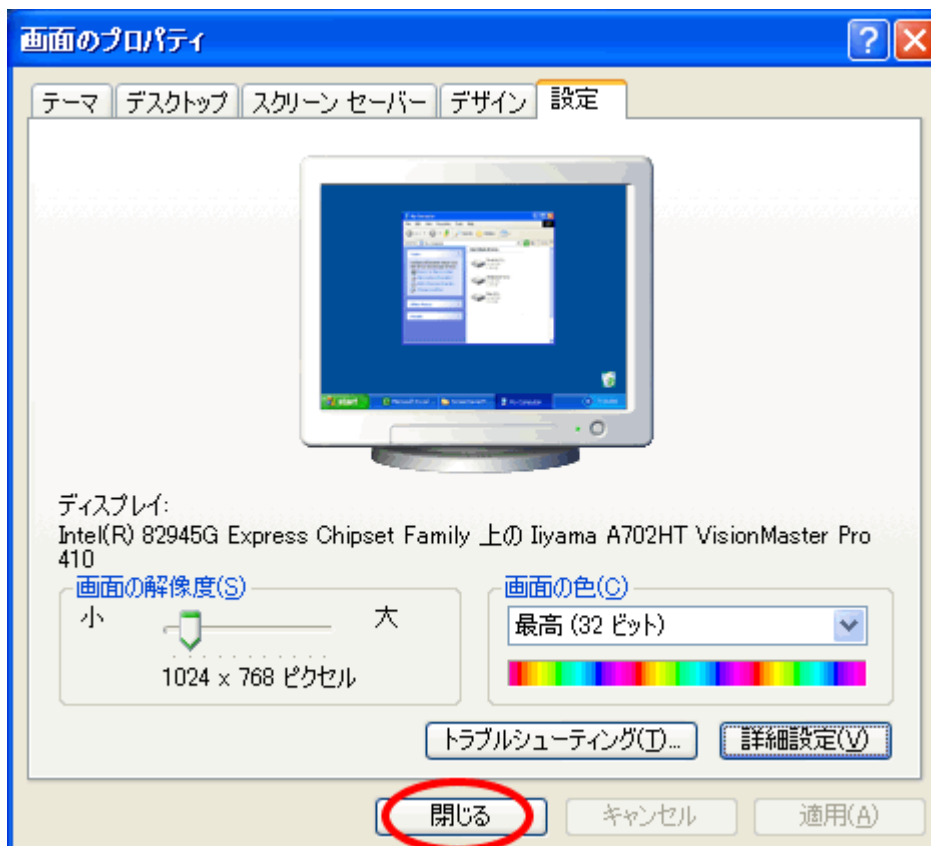 画面のプロパティ
テーマ デスクトップ スクリーン セーバー デザイン 設定
start
ディスプレイ:
Intel(R) 82945G Express Chipset Family 上の Iiyama A702HT VisionMaster Pro
410
画面の解像度(S) 画面の色(C)
小 大 最高 (32 ビット)
1024 x 768 ピクセル
トラブルシューティング(T)... 詳細設定(V)
閉じる キャンセル 適用(A)